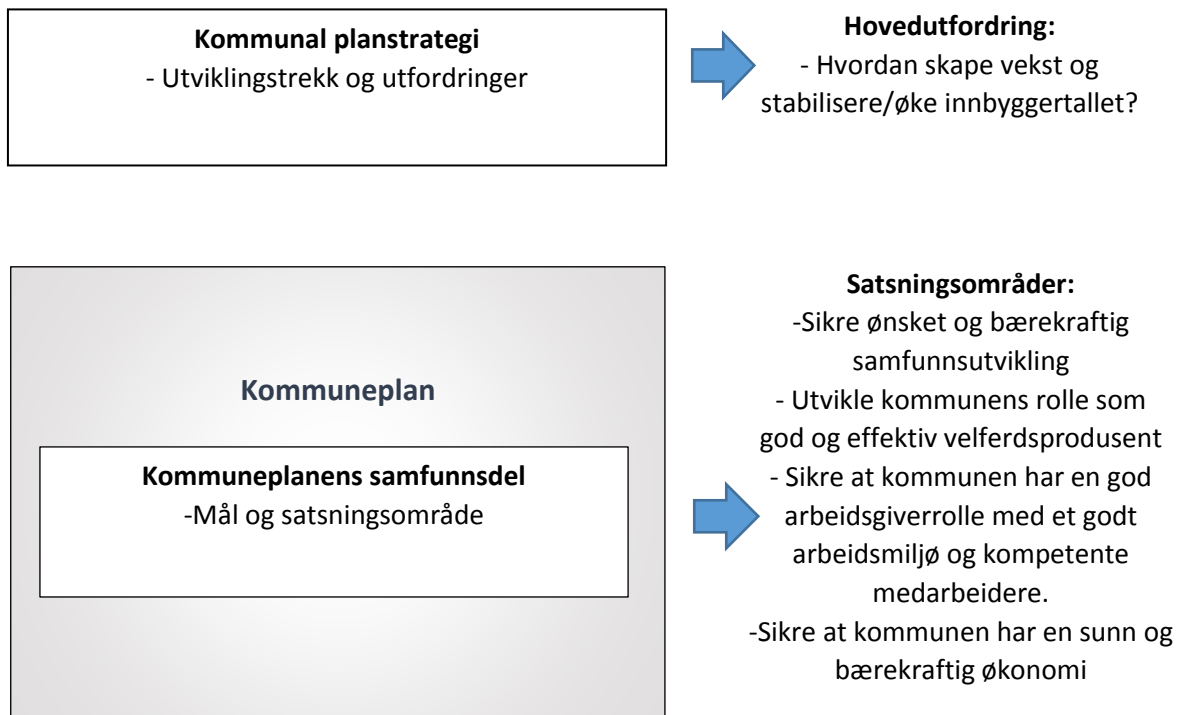 Kommunal planstrategi
- Utviklingstrekk og utfordringer
Hovedutfordring:
- Hvordan skape vekst og
stabilisere/øke innbyggertallet?
Kommuneplan
Kommuneplanens samfunnsdel
-Mål og satsningsområde
Satsningsområder:
-Sikre ønsket og bærekraftig
samfunnsutvikling
- Utvikle kommunens rolle som
god og effektiv velferdsprodusent
- Sikre at kommunen har en god
arbeidsgiverrolle med et godt
arbeidsmiljø og kompetente
medarbeidere.
-Sikre at kommunen har en sunn og
bærekraftig økonomi